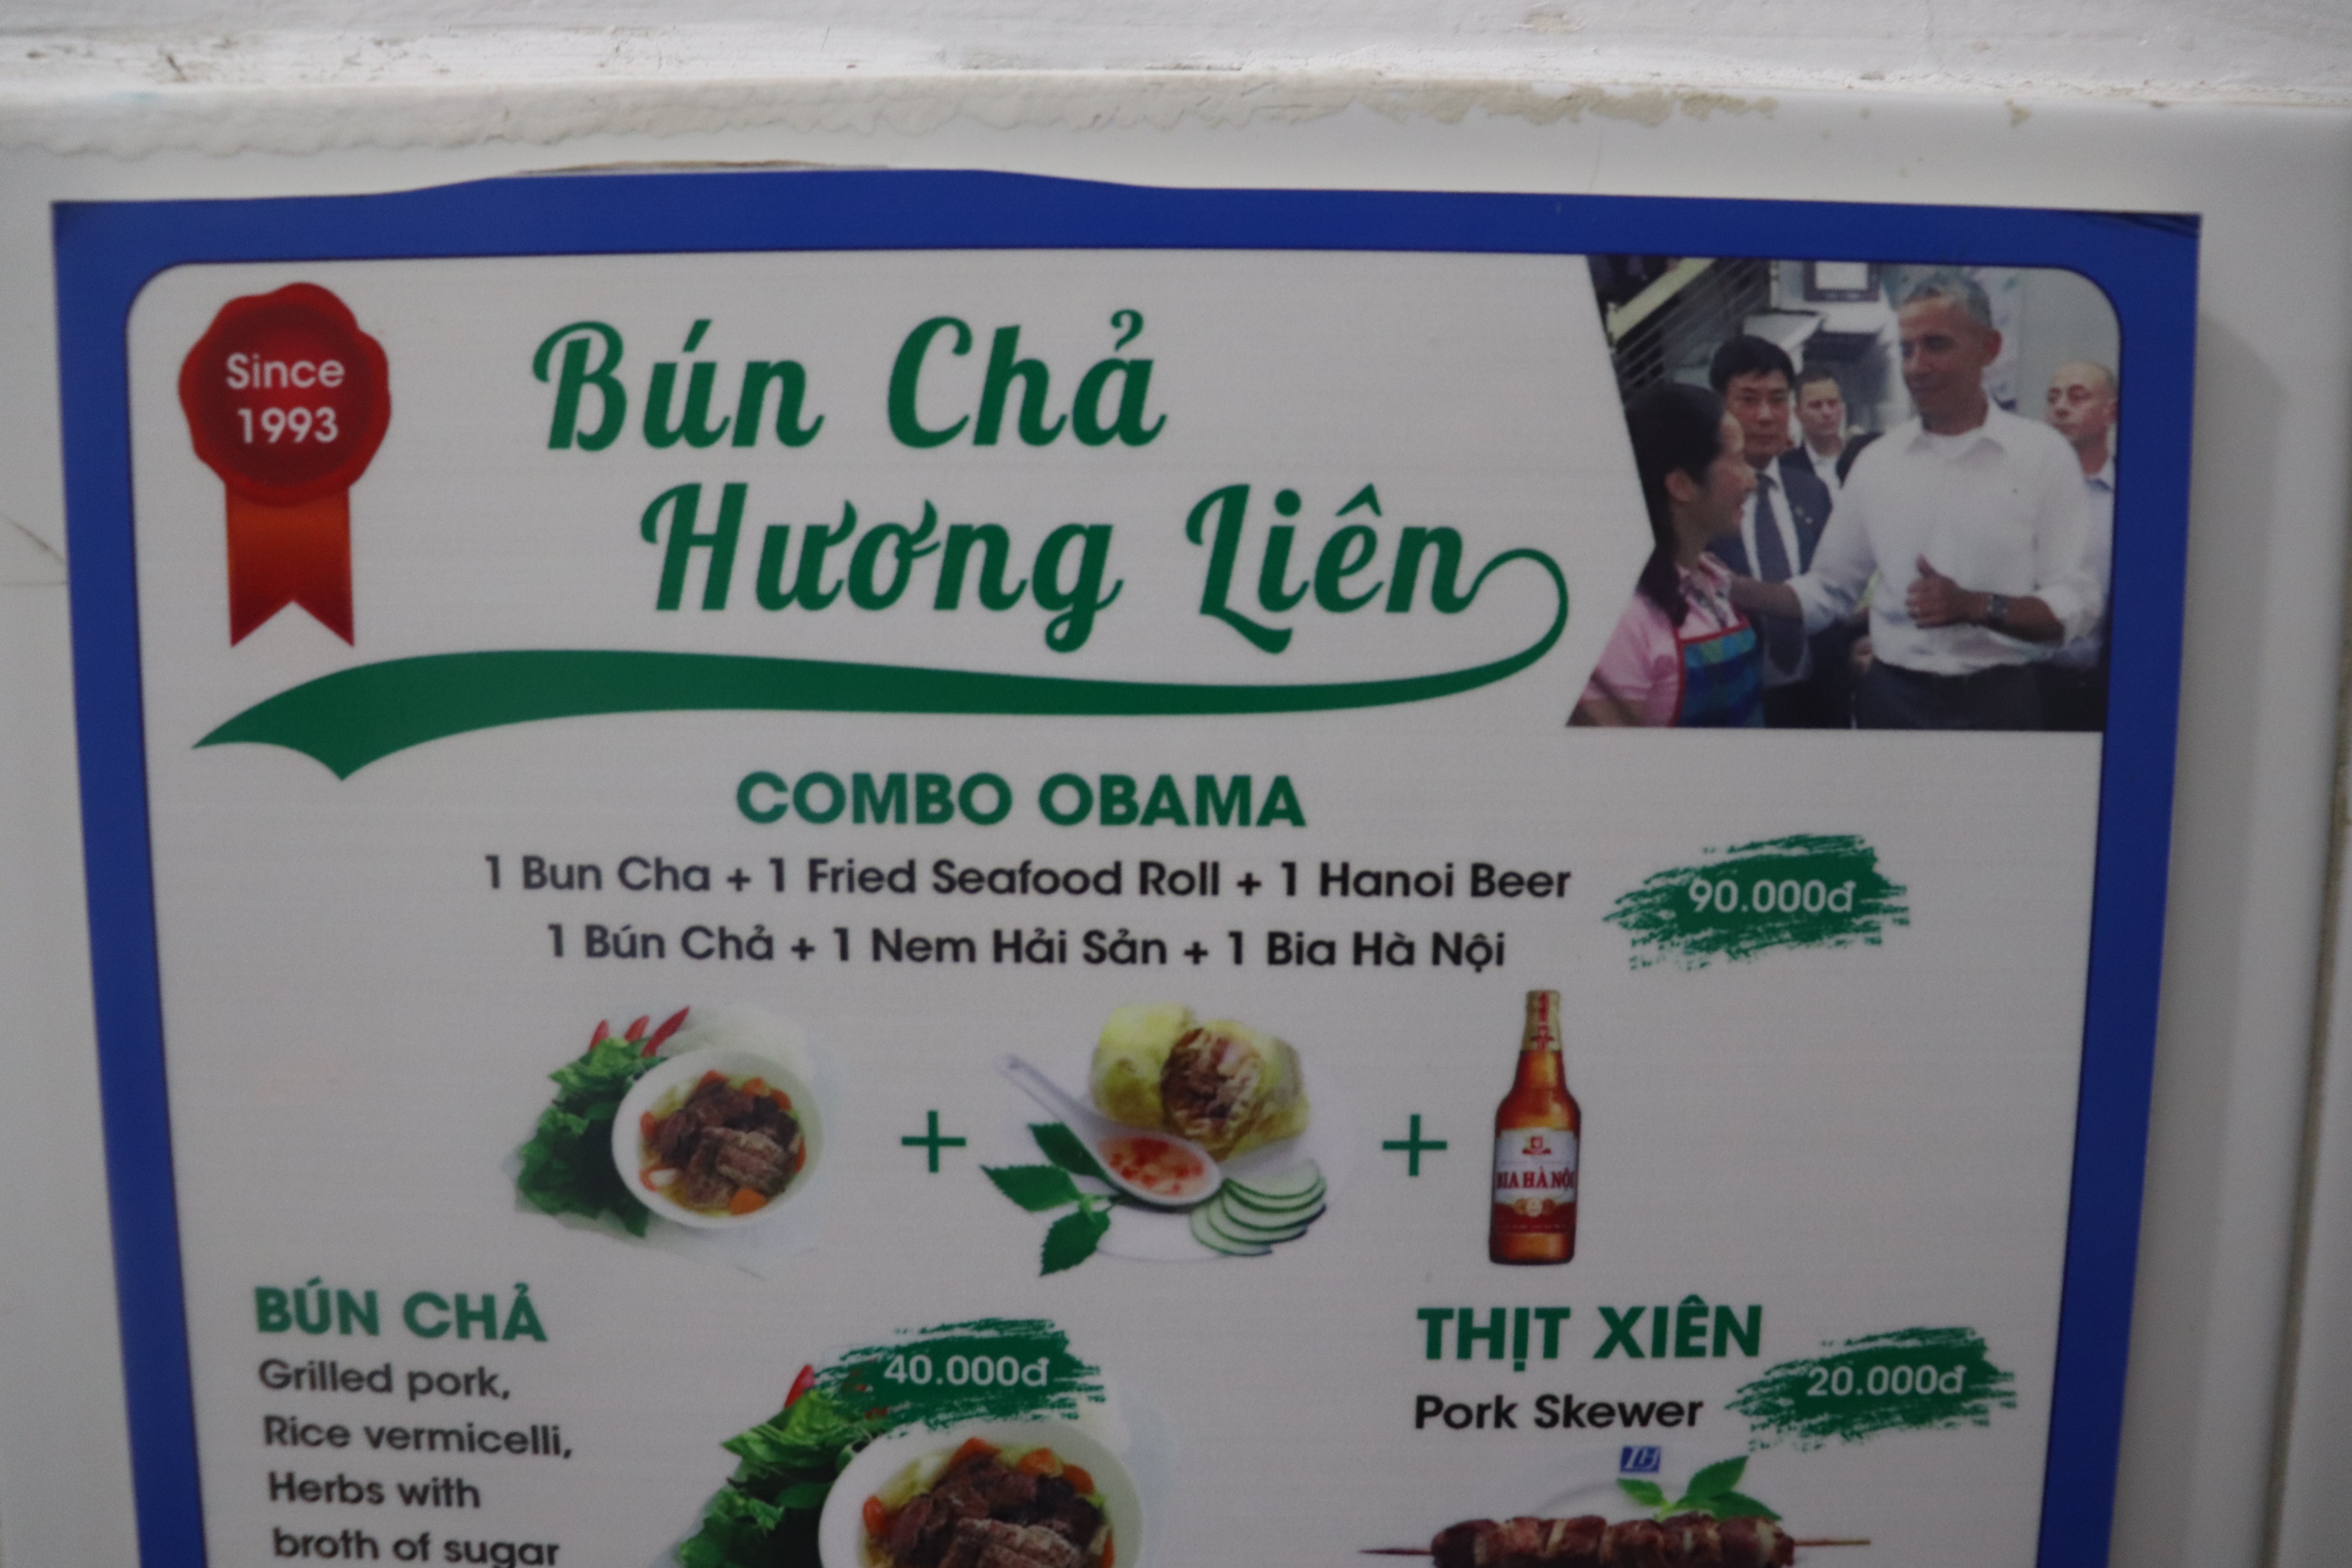 Since
1993
Bún Chả
Hương Liên
COMBO OBAMA
1 Bun Cha + 1 Fried Seafood Roll + 1 Hanoi Beer
1 Bún Chả + 1 Nem Hải Sản + 1 Bia Hà Nội
90.000đ
BIA HÀ NỘI
BÚN CHẢ
Grilled pork,
Rice vermicelli,
Herbs with
broth of sugar
40.000đ
THỊT XIÊN
Pork Skewer
20.000đ